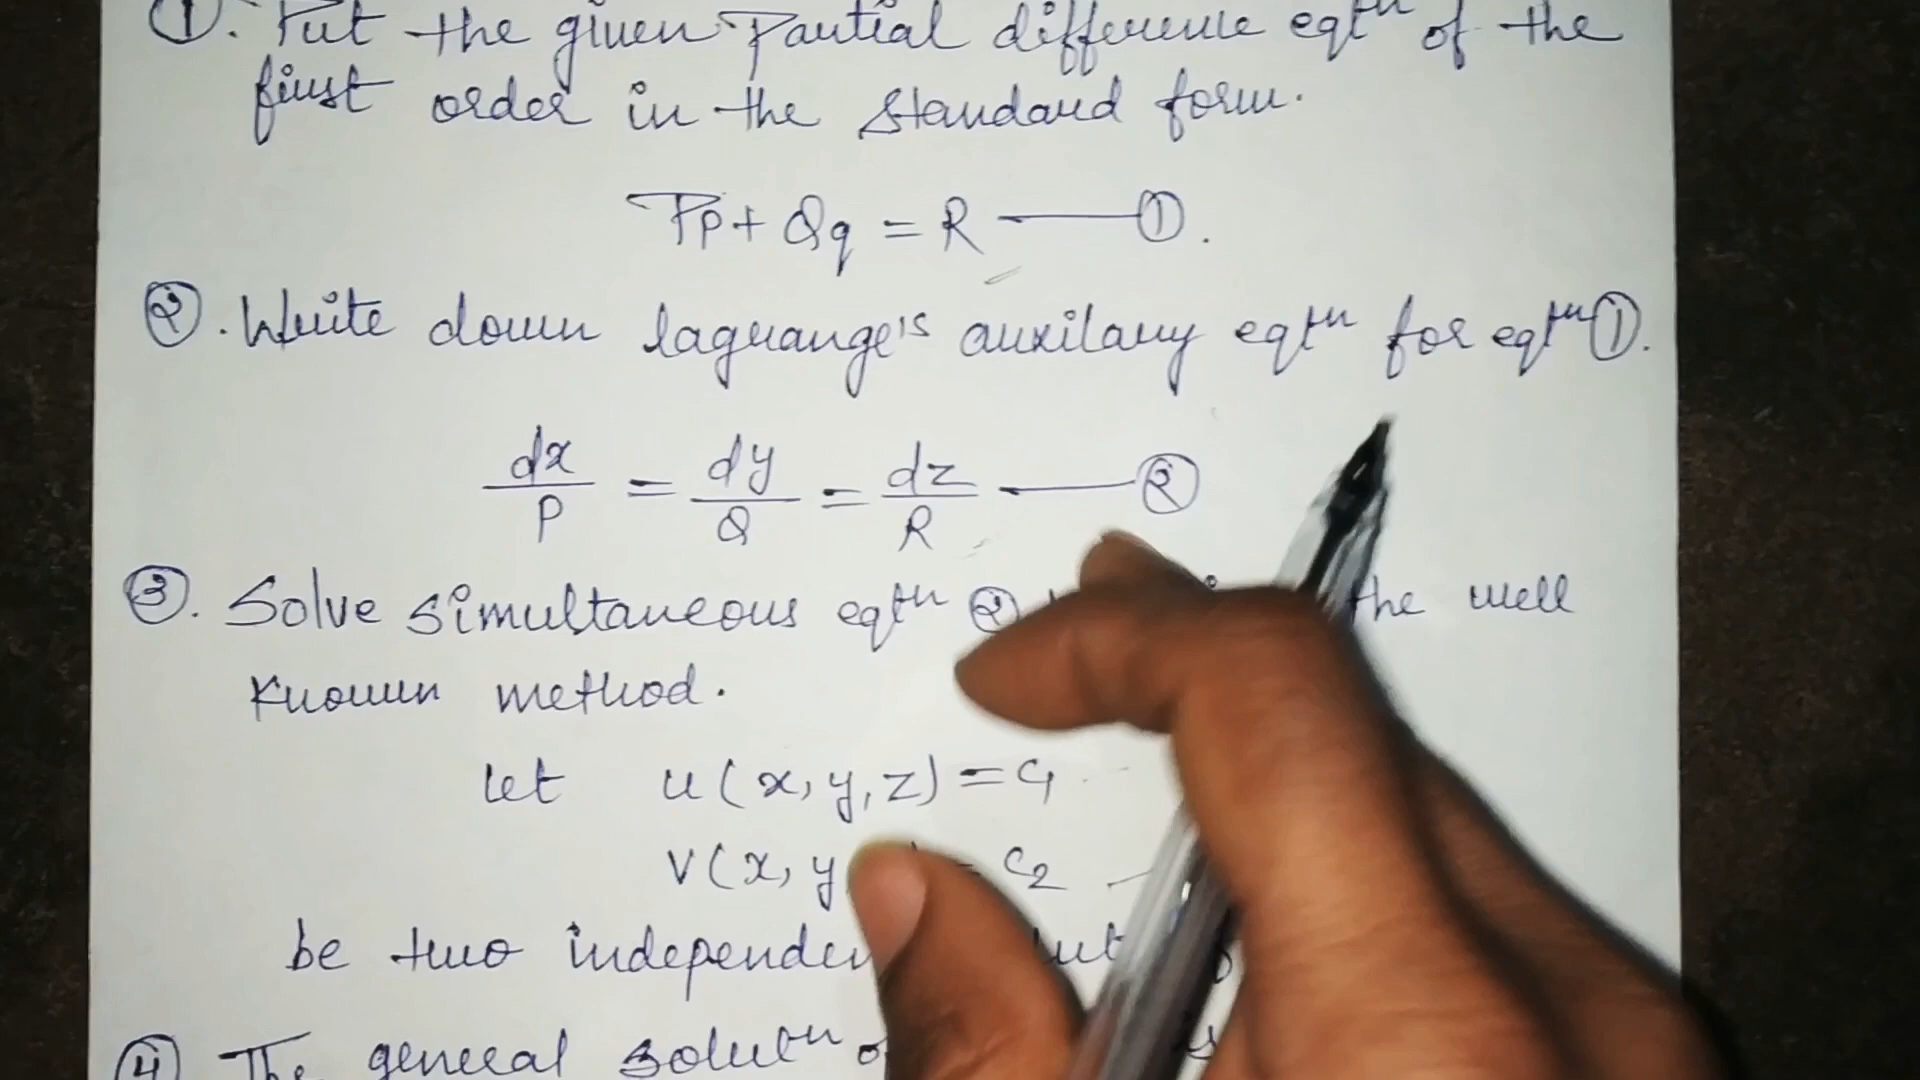 ①. Put the given Partial difference eqtn of the
first order in the standard form.
Pp + Qq = R — ①.
②. Write down lagrange's auxilary eqtn for eqtn ①.
dx/P = dy/Q = dz/R — ②
③. Solve simultaneous eqtn ② the well
known method.
let u(x, y, z) = c1
v(x, y = c2 —
be two independen
④ The general solutn